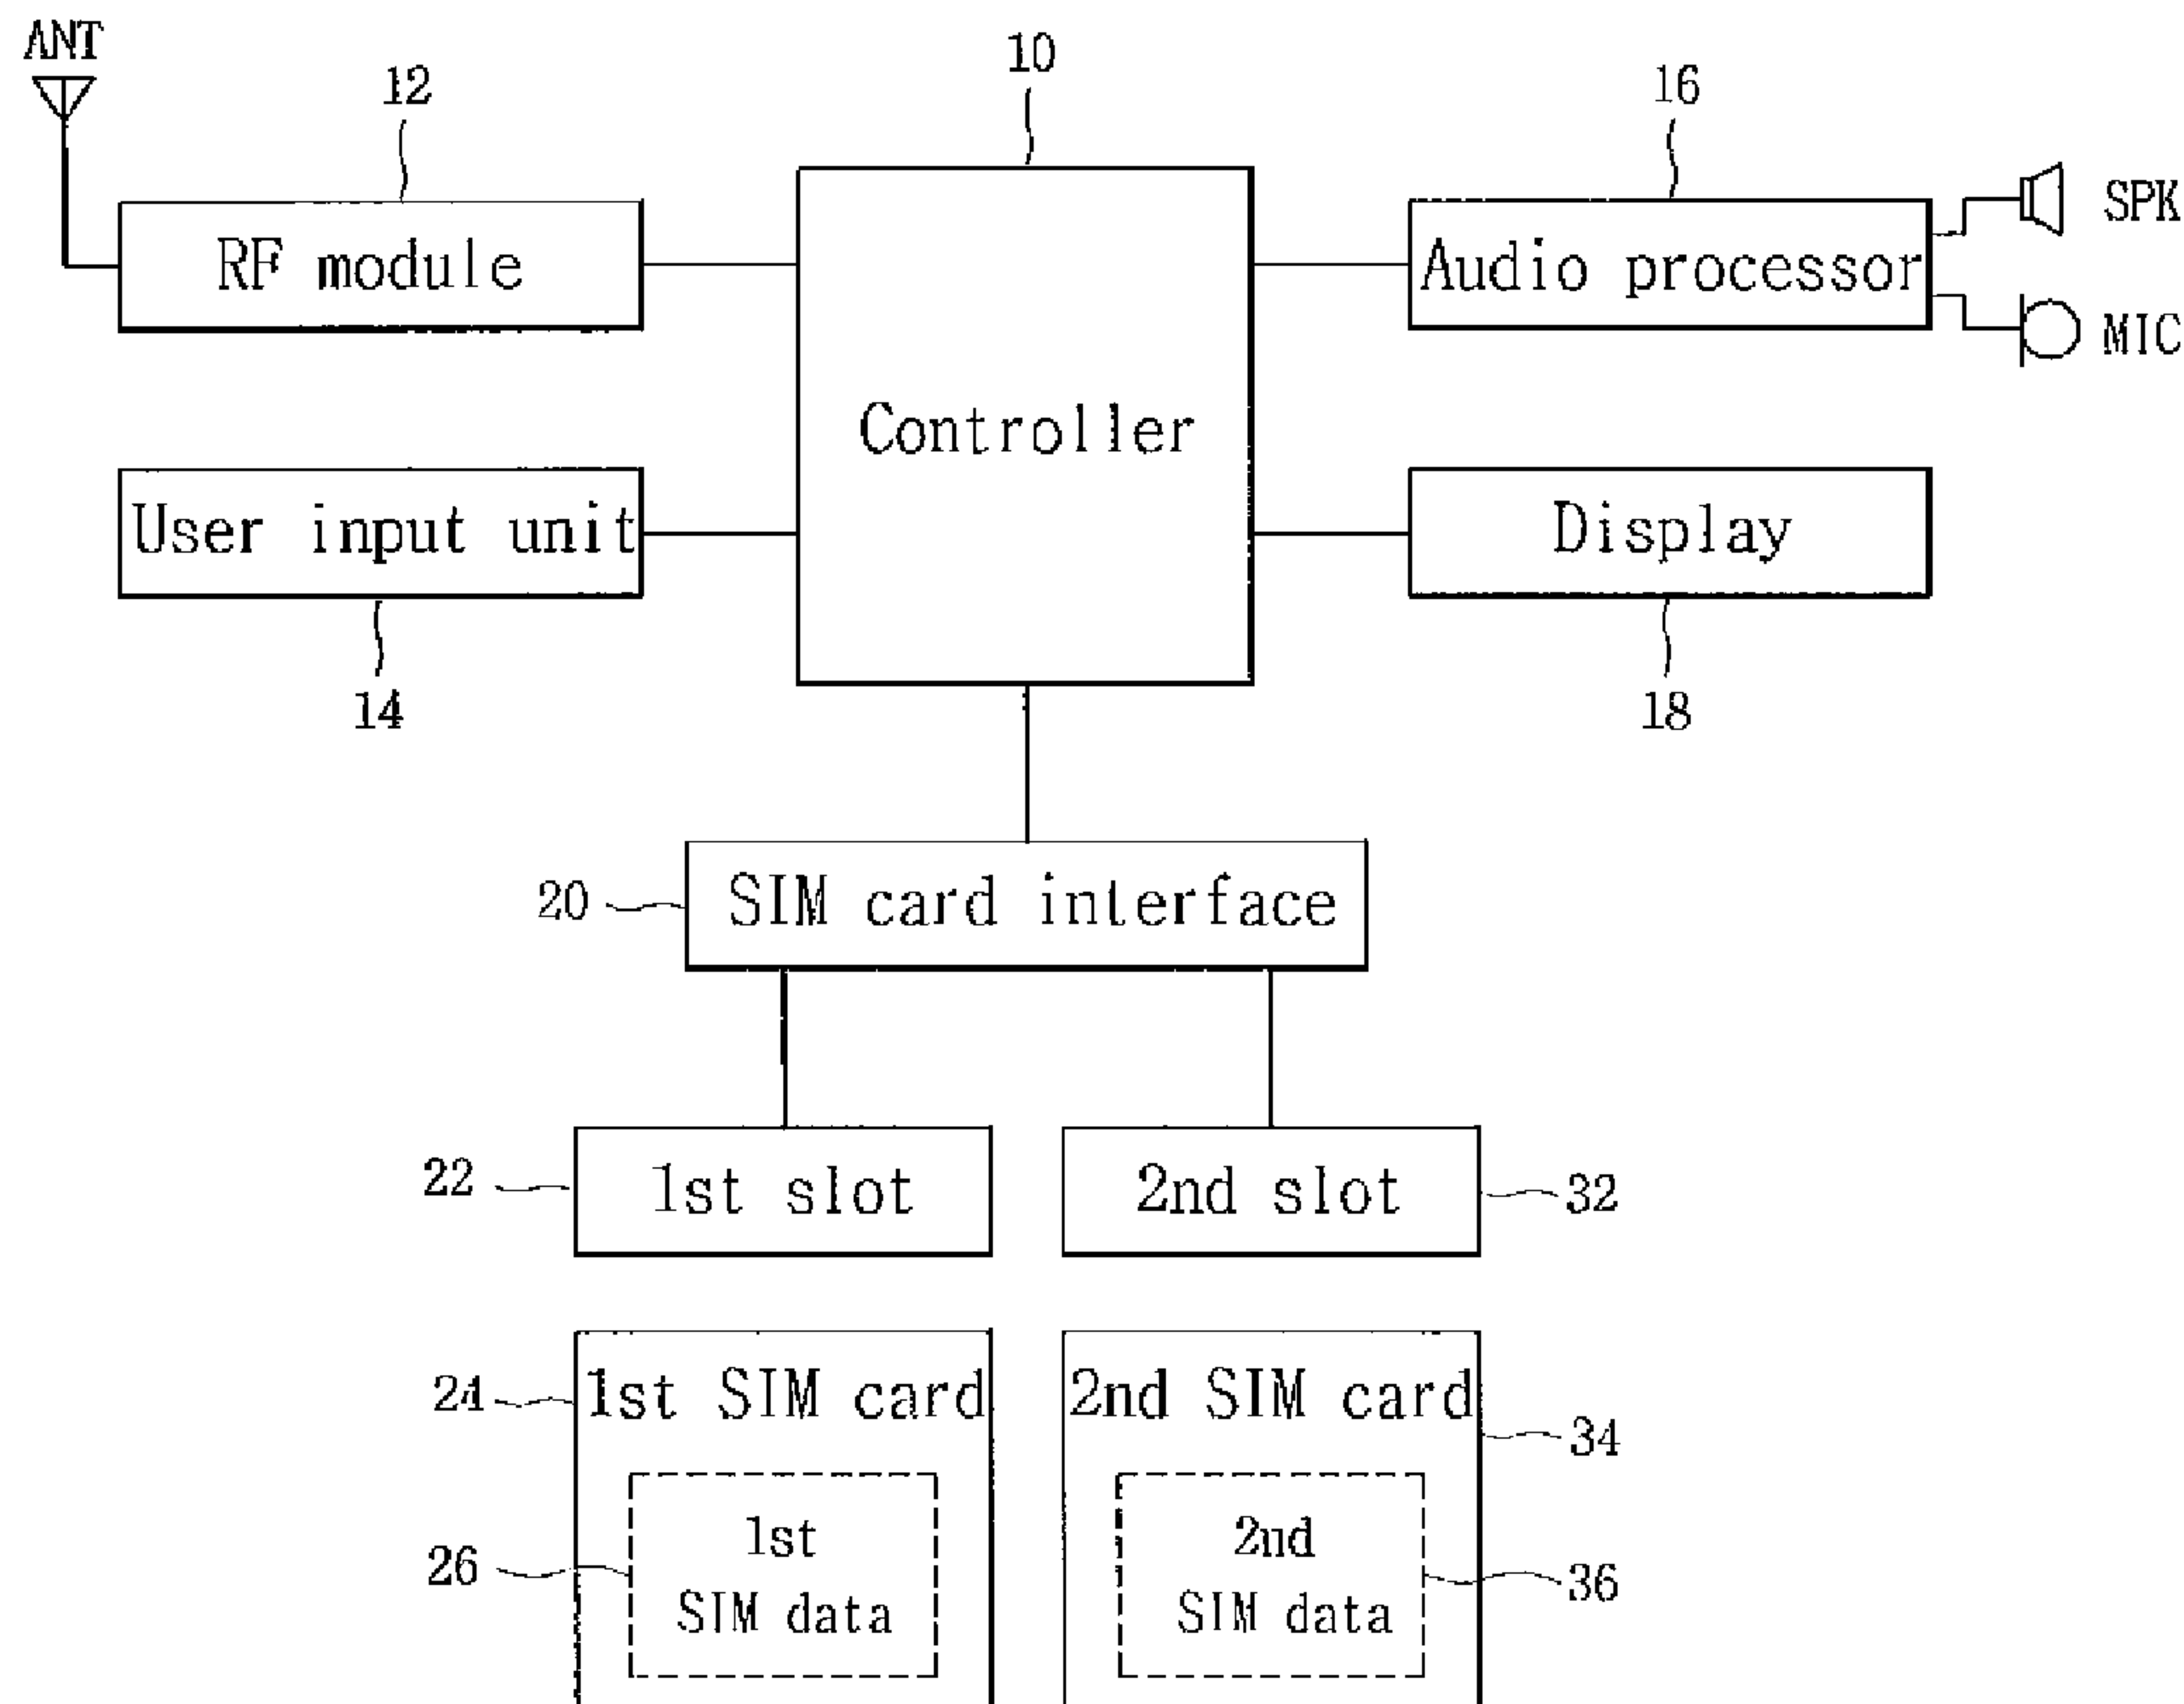 ANT
10
12
16
SPK
RF module
Audio processor
MIC
Controller
User input unit
Display
14
18
20
SIM card interface
22
1st slot
2nd slot
32
24
1st SIM card
2nd SIM card
34
26
1st
SIM data
2nd
SIM data
36